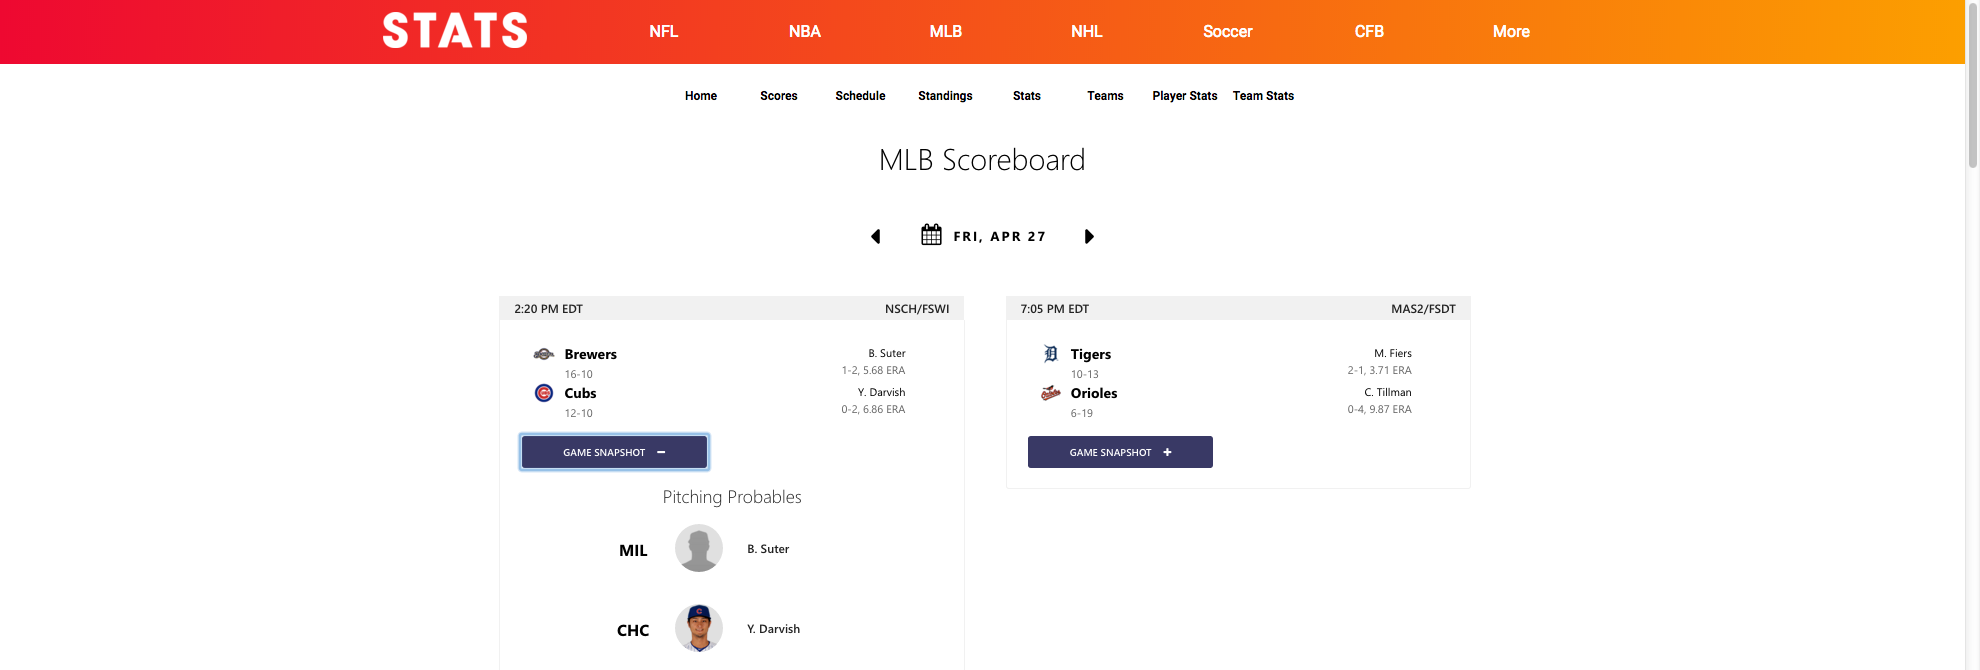 STATS NFL NBA MLB NHL Soccer CFB More
Home Scores Schedule Standings Stats Teams Player Stats Team Stats
MLB Scoreboard
FRI, APR 27
2:20 PM EDT NSCH/FSWI
Brewers B. Suter
16-10 1-2, 5.68 ERA
Cubs Y. Darvish
12-10 0-2, 6.86 ERA
GAME SNAPSHOT −
Pitching Probables
MIL B. Suter
CHC Y. Darvish
7:05 PM EDT MAS2/FSDT
Tigers M. Fiers
10-13 2-1, 3.71 ERA
Orioles C. Tillman
6-19 0-4, 9.87 ERA
GAME SNAPSHOT +